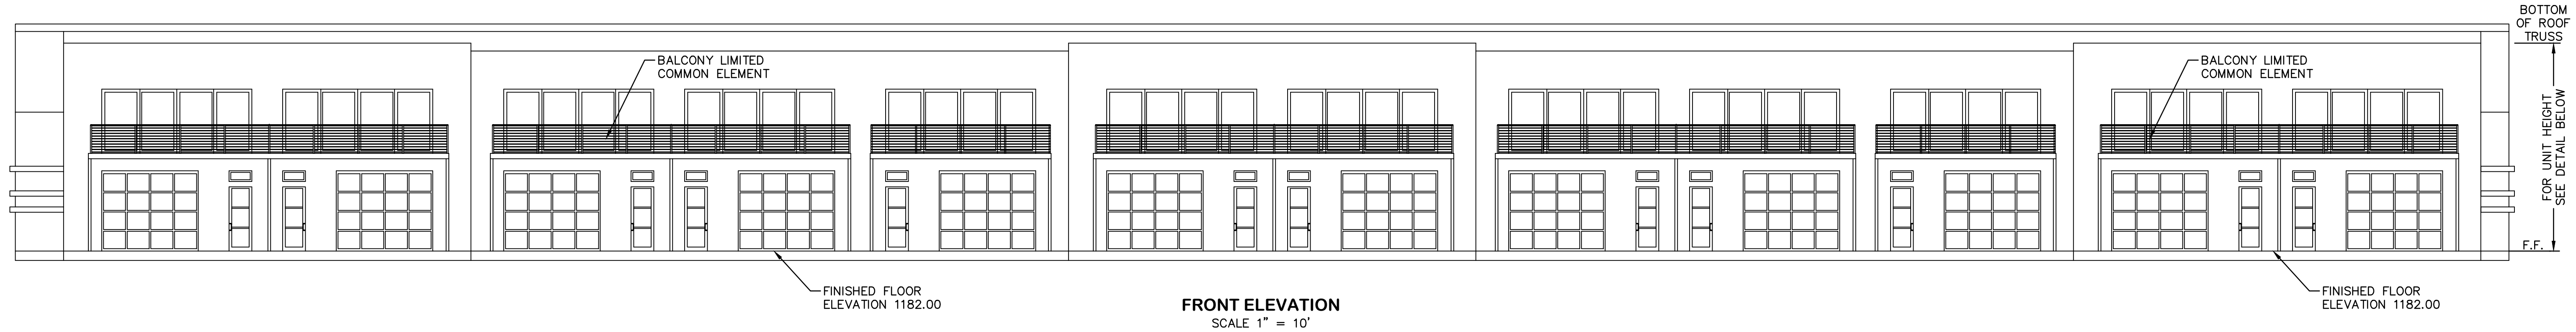 BOTTOM
OF ROOF
TRUSS
BALCONY LIMITED
COMMON ELEMENT
BALCONY LIMITED
COMMON ELEMENT
FOR UNIT HEIGHT
SEE DETAIL BELOW
F.F.
FINISHED FLOOR
ELEVATION 1182.00
FINISHED FLOOR
ELEVATION 1182.00
FRONT ELEVATION
SCALE 1" = 10'